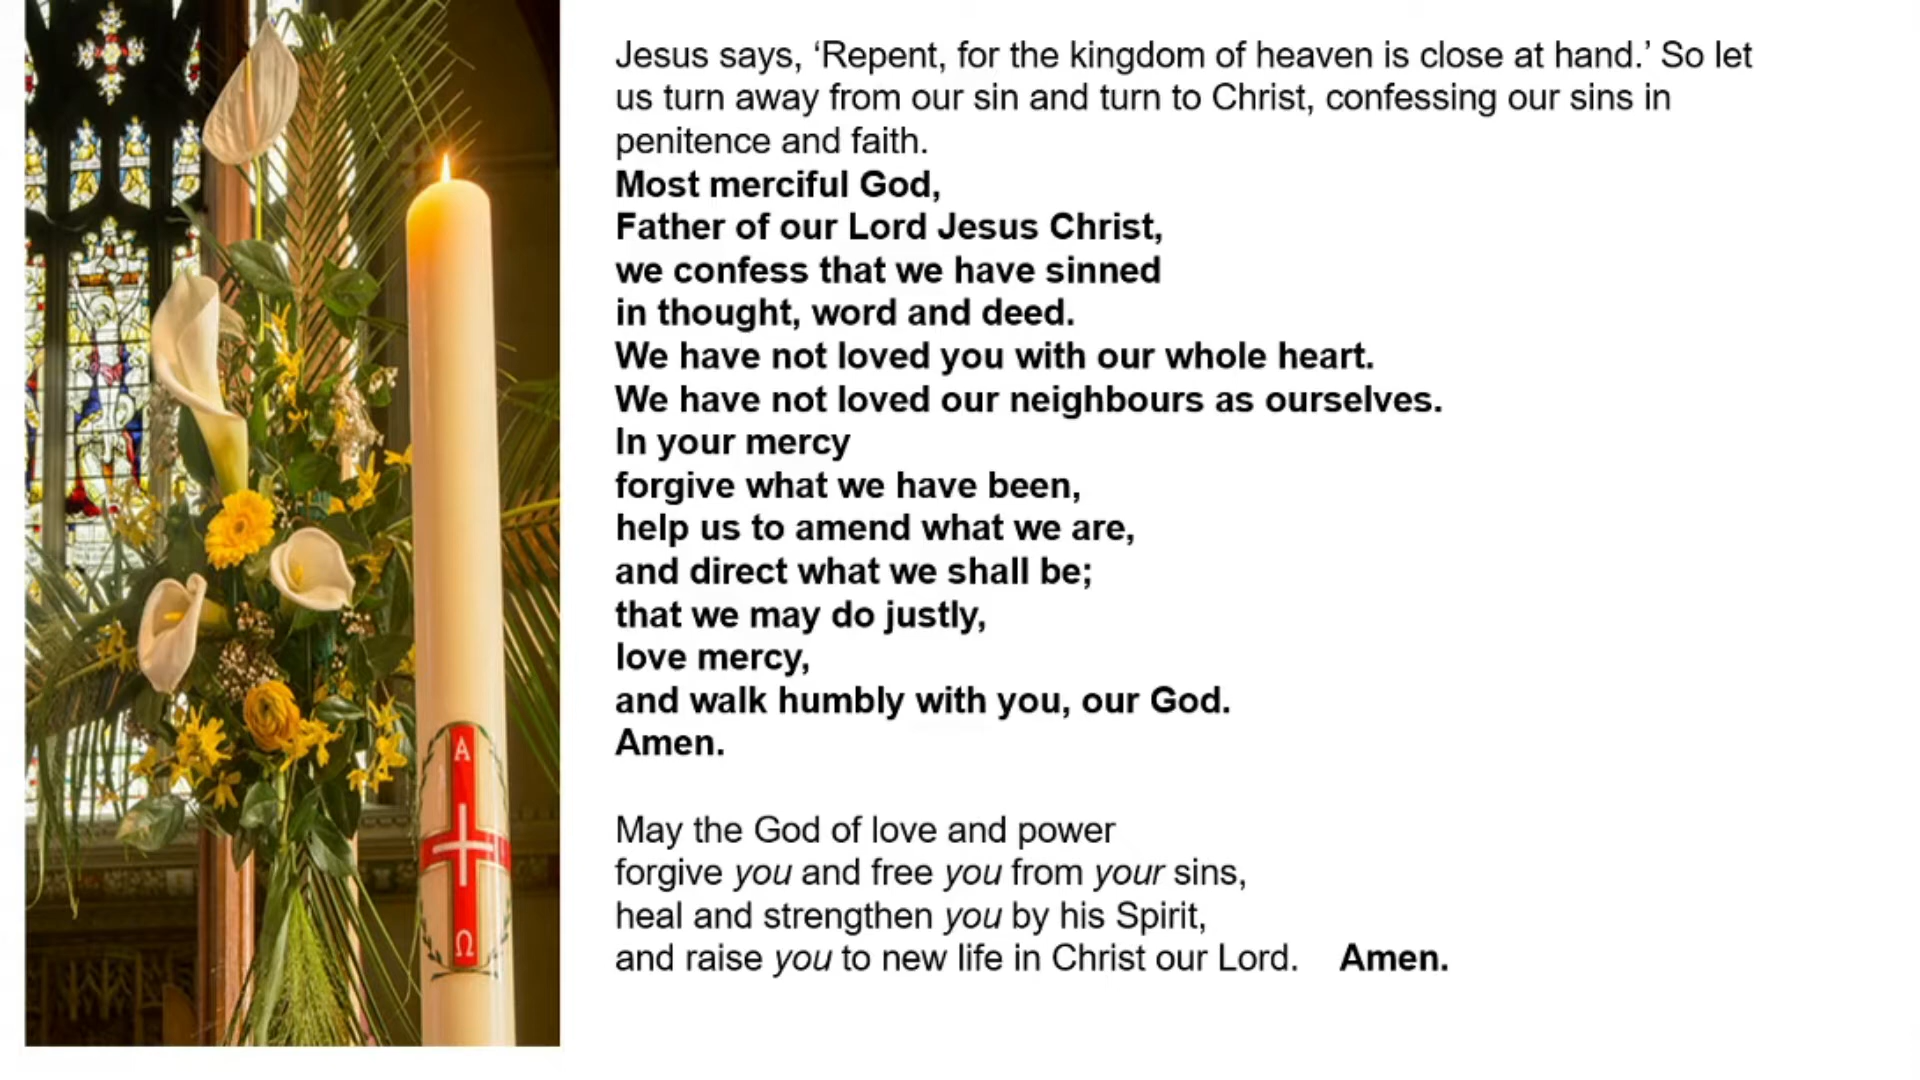 Jesus says, ‘Repent, for the kingdom of heaven is close at hand.’ So let
us turn away from our sin and turn to Christ, confessing our sins in
penitence and faith.
Most merciful God,
Father of our Lord Jesus Christ,
we confess that we have sinned
in thought, word and deed.
We have not loved you with our whole heart.
We have not loved our neighbours as ourselves.
In your mercy
forgive what we have been,
help us to amend what we are,
and direct what we shall be;
that we may do justly,
love mercy,
and walk humbly with you, our God.
Amen.
May the God of love and power
forgive you and free you from your sins,
heal and strengthen you by his Spirit,
and raise you to new life in Christ our Lord. Amen.
Α
Ω